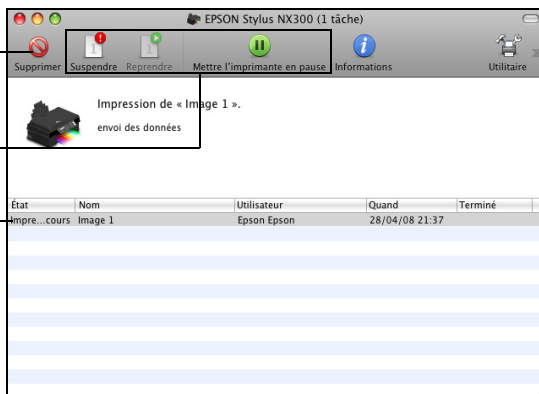 EPSON Stylus NX300 (1 tâche)
Supprimer Suspendre Reprendre Mettre l'imprimante en pause Informations Utilitaire
Impression de « Image 1 ».
envoi des données
État Nom Utilisateur Quand Terminé
Impre...cours Image 1 Epson Epson 28/04/08 21:37